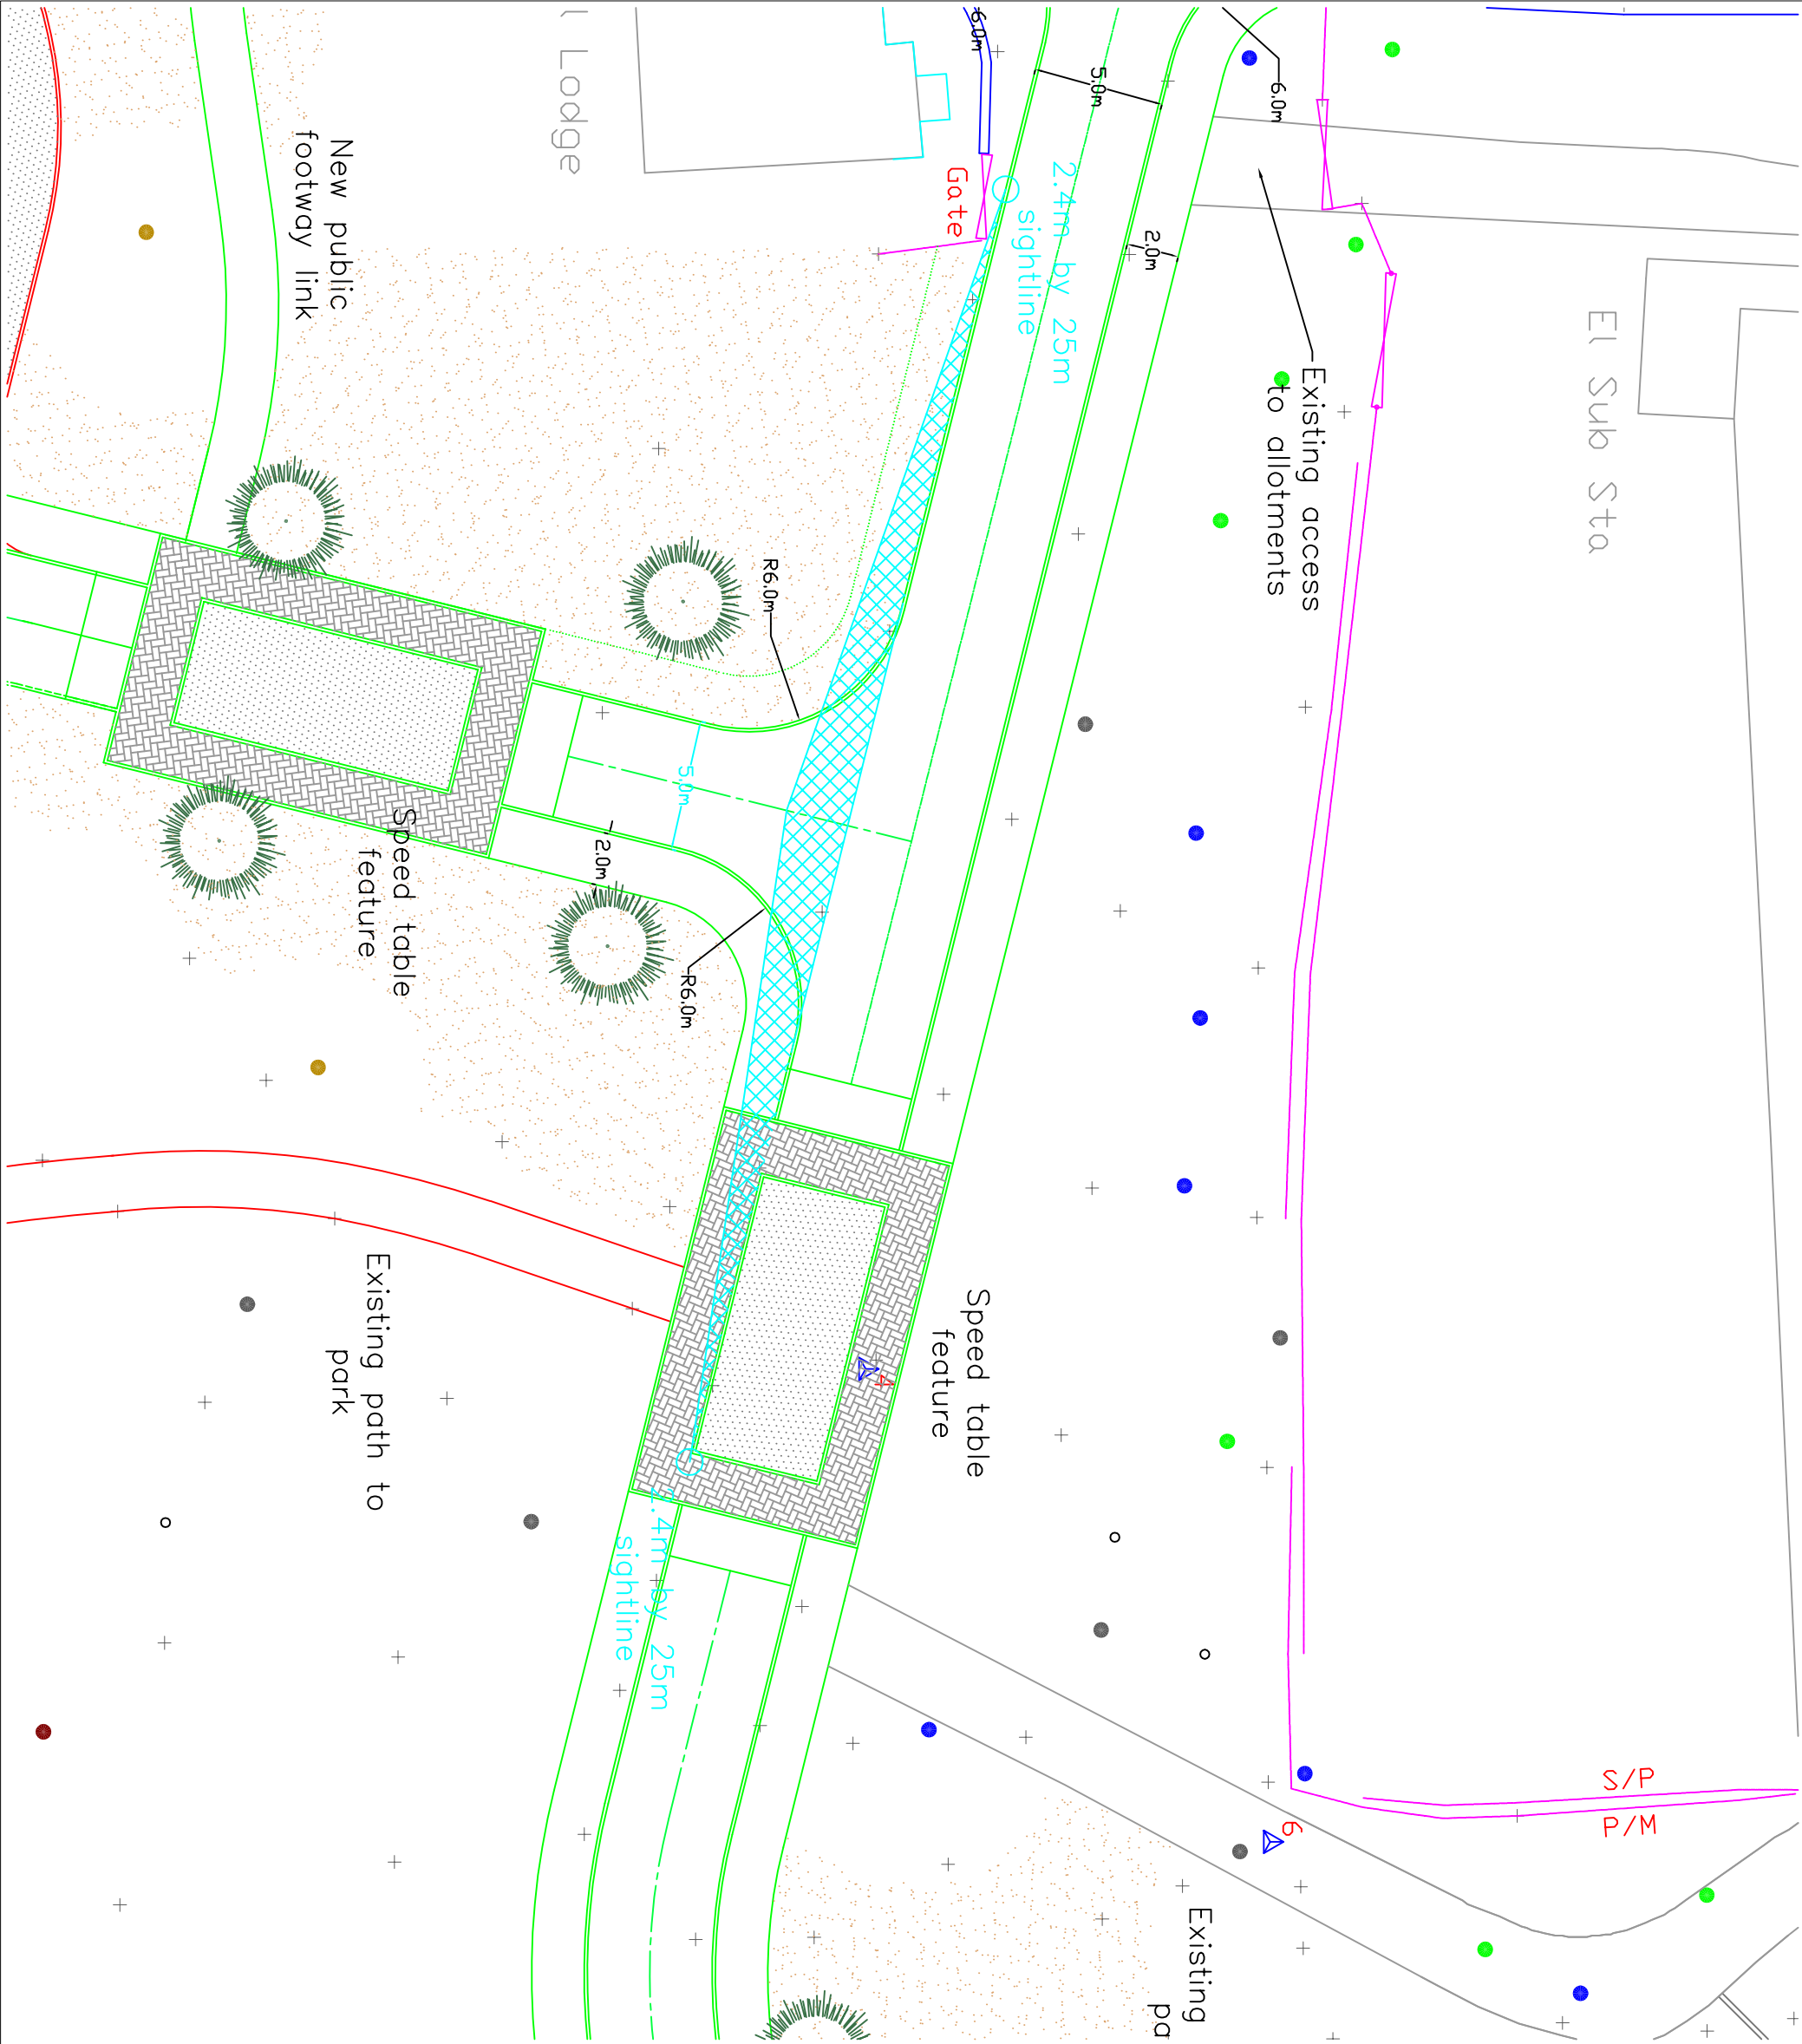 Lodge
6.0m
5.0m
6.0m
Gate
2.4m by 25m
sightline
2.0m
New public
footway link
Existing access
to allotments
El Sub Sta
R6.0m
5.0m
2.0m
R6.0m
Speed table
feature
Speed table
feature
4
Existing path to
park
2.4m by 25m
sightline
S/P
P/M
6
Existing
pa